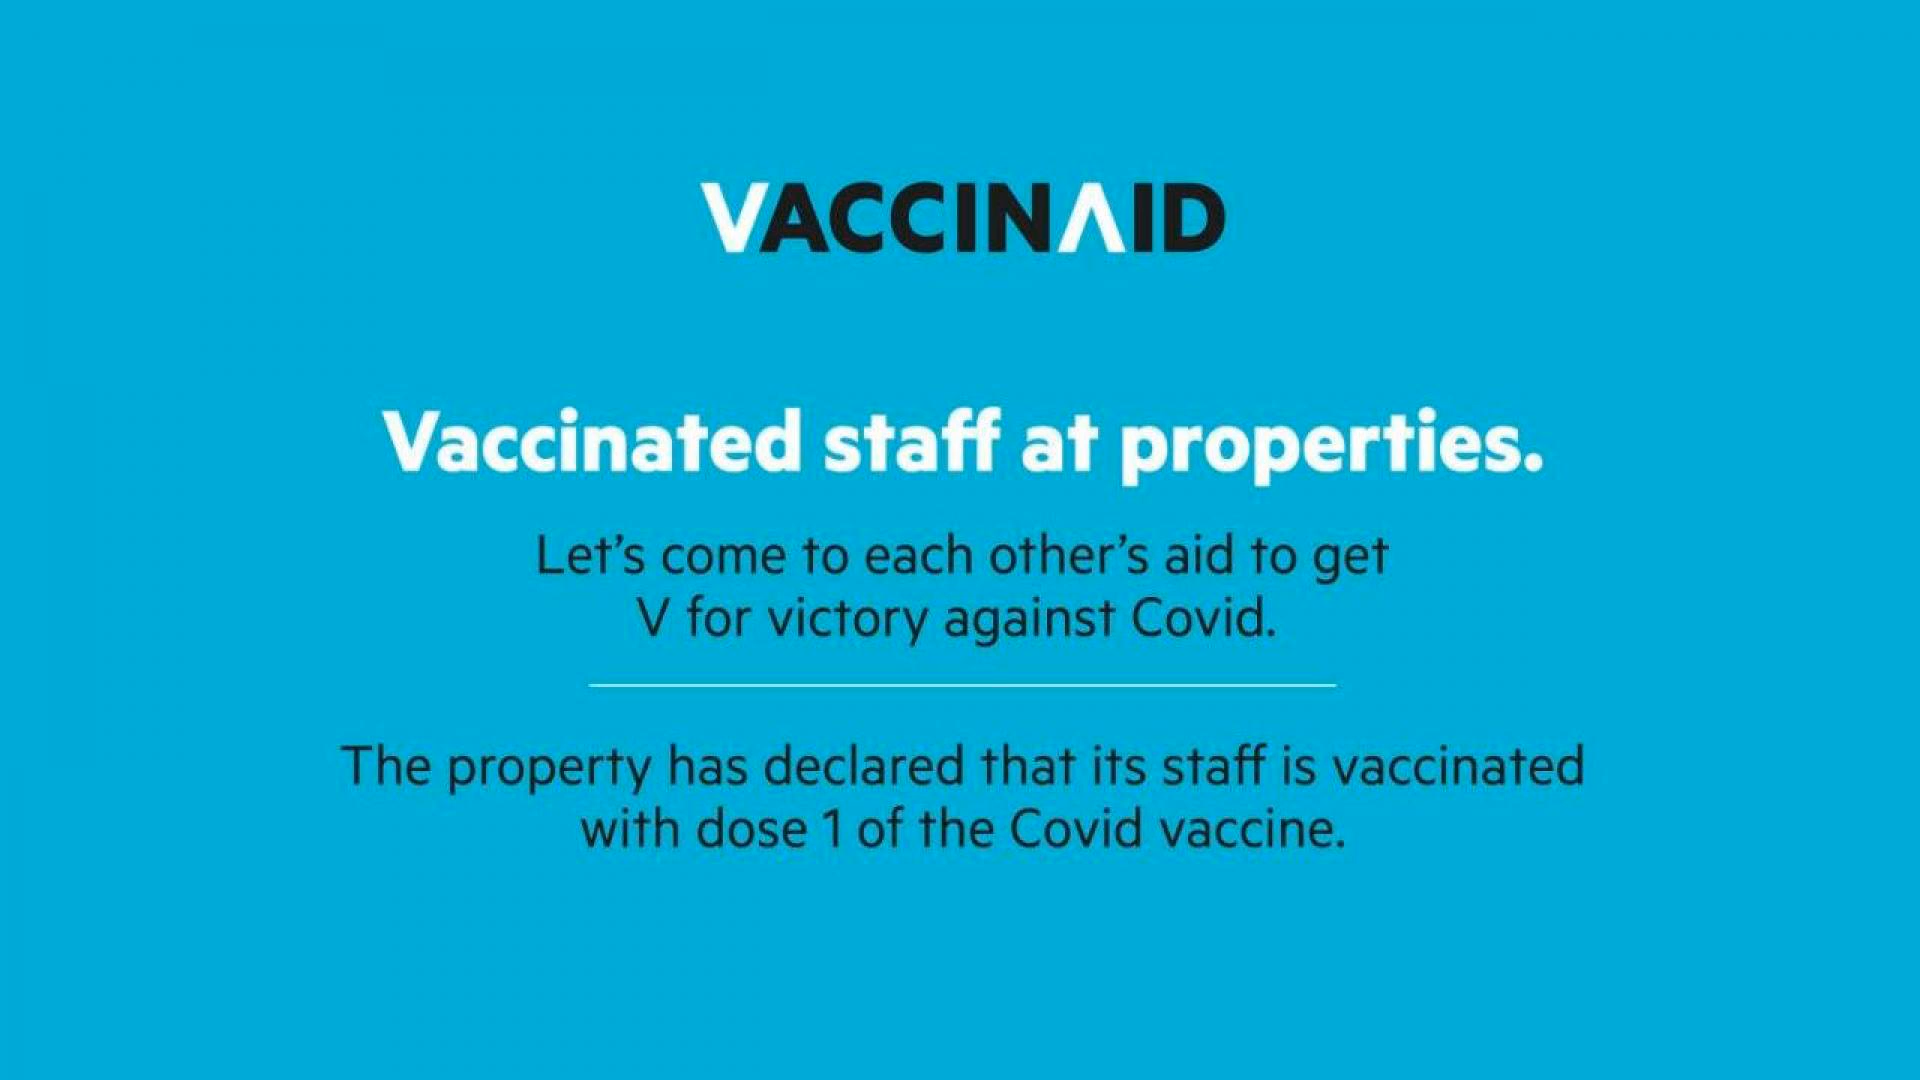 VACCINAID
Vaccinated staff at properties.
Let’s come to each other’s aid to get
V for victory against Covid.
The property has declared that its staff is vaccinated
with dose 1 of the Covid vaccine.